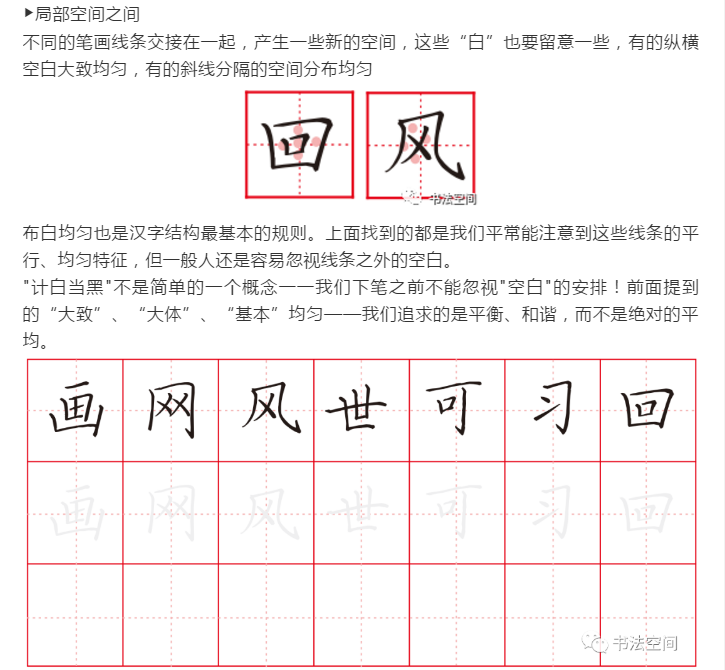 ▶局部空间之间
不同的笔画线条交接在一起，产生一些新的空间，这些“白”也要留意一些，有的纵横
空白大致均匀，有的斜线分隔的空间分布均匀
回 风
书法空间
布白均匀也是汉字结构最基本的规则。上面找到的都是我们平常能注意到这些线条的平
行、均匀特征，但一般人还是容易忽视线条之外的空白。
"计白当黑"不是简单的一个概念一一我们下笔之前不能忽视"空白"的安排！前面提到
的“大致”、“大体”、“基本”均匀——我们追求的是平衡、和谐，而不是绝对的平
均。
画 网 风 世 可 习 回
画 网 风 世 可 习 回
书法空间